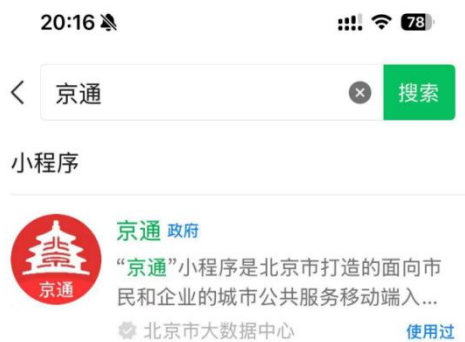 20:16
78
京通
搜索
小程序
京通 政府
“京通”小程序是北京市打造的面向市
民和企业的城市公共服务移动端入...
京通
北京市大数据中心
使用过